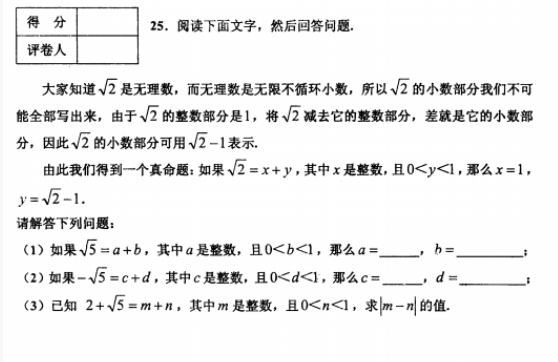 得 分
评卷人
25．阅读下面文字，然后回答问题.
大家知道√2 是无理数，而无理数是无限不循环小数，所以√2 的小数部分我们不可
能全部写出来，由于√2 的整数部分是1，将√2 减去它的整数部分，差就是它的小数部
分，因此√2 的小数部分可用√2－1表示.
由此我们得到一个真命题：如果√2＝x＋y，其中 x 是整数，且0＜y＜1，那么 x＝1，
y＝√2－1.
请解答下列问题：
（1）如果√5＝a＋b，其中 a 是整数，且0＜b＜1，那么 a＝______，b＝__________；
（2）如果－√5＝c＋d，其中 c 是整数，且0＜d＜1，那么 c＝______，d＝__________；
（3）已知 2＋√5＝m＋n，其中 m 是整数，且0＜n＜1，求|m－n|的值.